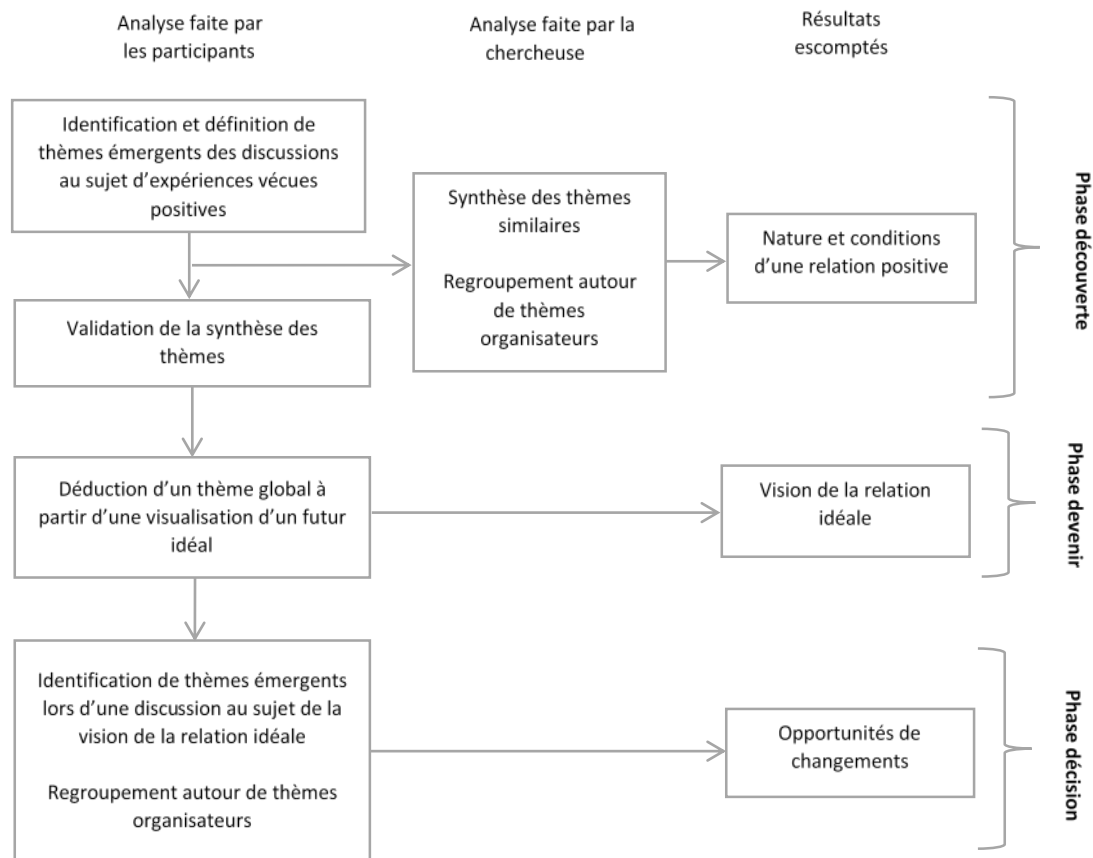 Analyse faite par
les participants
Analyse faite par la
chercheuse
Résultats
escomptés
Identification et définition de
thèmes émergents des discussions
au sujet d'expériences vécues
positives
Synthèse des thèmes
similaires
Regroupement autour
de thèmes
organisateurs
Nature et conditions
d'une relation positive
Phase découverte
Validation de la synthèse des
thèmes
Déduction d'un thème global à
partir d'une visualisation d'un futur
idéal
Vision de la relation
idéale
Phase devenir
Identification de thèmes émergents
lors d'une discussion au sujet de la
vision de la relation idéale
Regroupement autour de thèmes
organisateurs
Opportunités de
changements
Phase décision